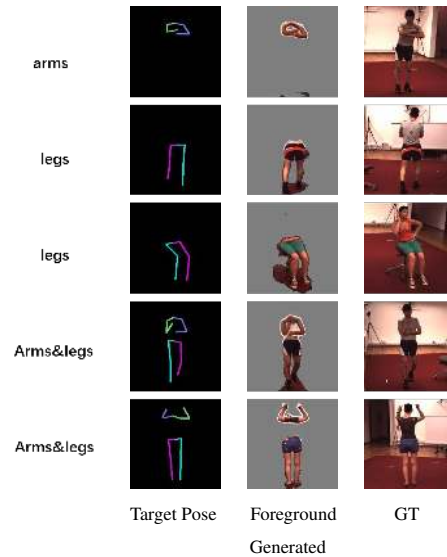 arms
legs
legs
Arms&legs
Arms&legs
Target Pose Foreground GT
Generated